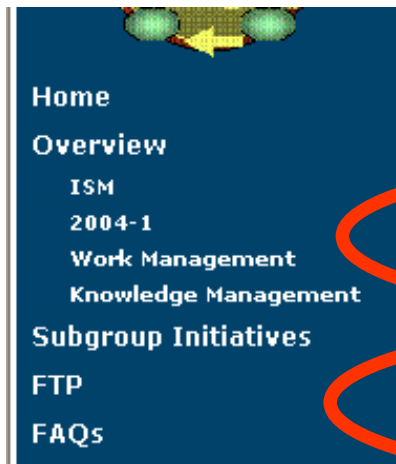 Home
Overview
ISM
2004-1
Work Management
Knowledge Management
Subgroup Initiatives
FTP
FAQs